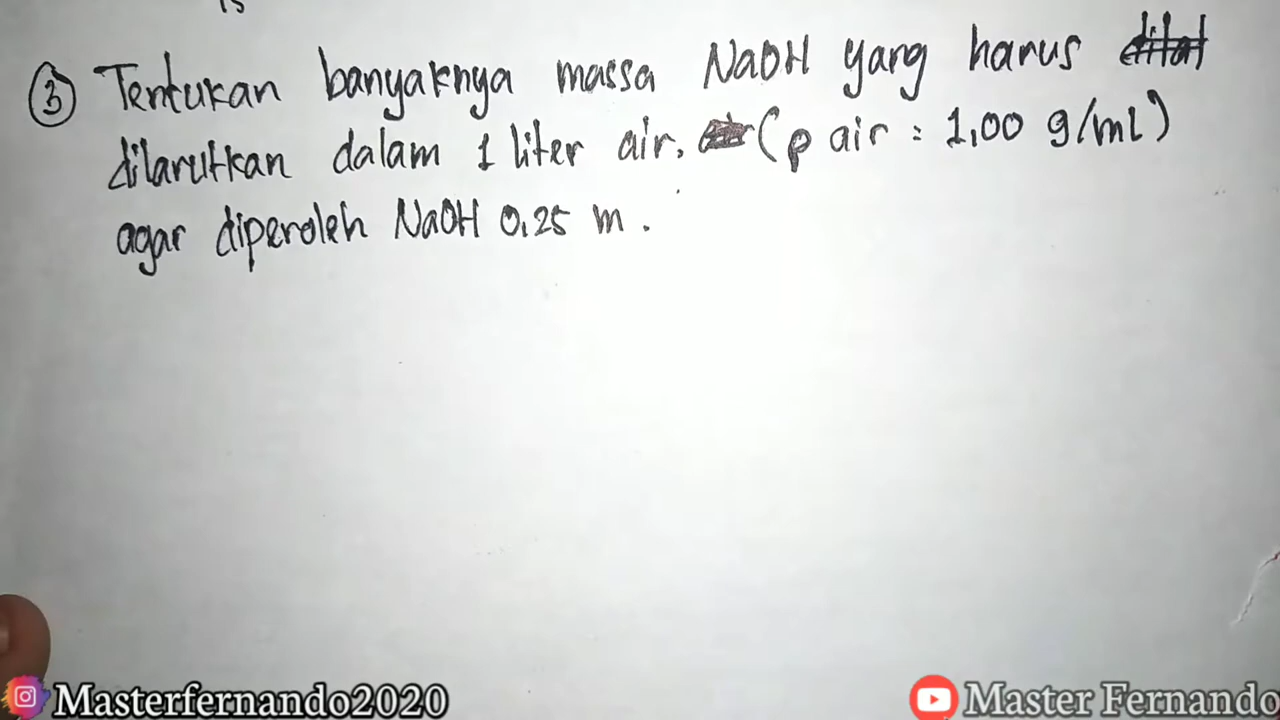 ③ Tentukan banyaknya massa NaOH yang harus
dilarutkan dalam 1 liter air. (ρ air = 1,00 g/ml)
agar diperoleh NaOH 0,25 m.
Masterfernando2020
Master Fernando